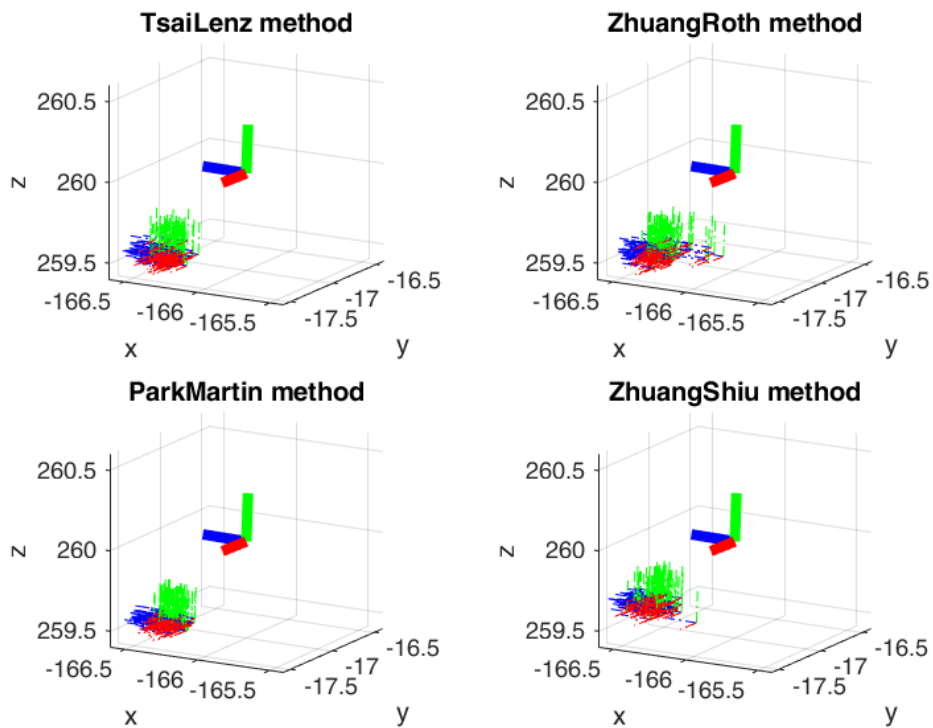 TsaiLenz method
ZhuangRoth method
260.5
260
259.5
z
-166.5
-166
-165.5
x
-17.5
-17
-16.5
y
260.5
260
259.5
z
-166.5
-166
-165.5
x
-17.5
-17
-16.5
y
ParkMartin method
ZhuangShiu method
260.5
260
259.5
z
-166.5
-166
-165.5
x
-17.5
-17
-16.5
y
260.5
260
259.5
z
-166.5
-166
-165.5
x
-17.5
-17
-16.5
y